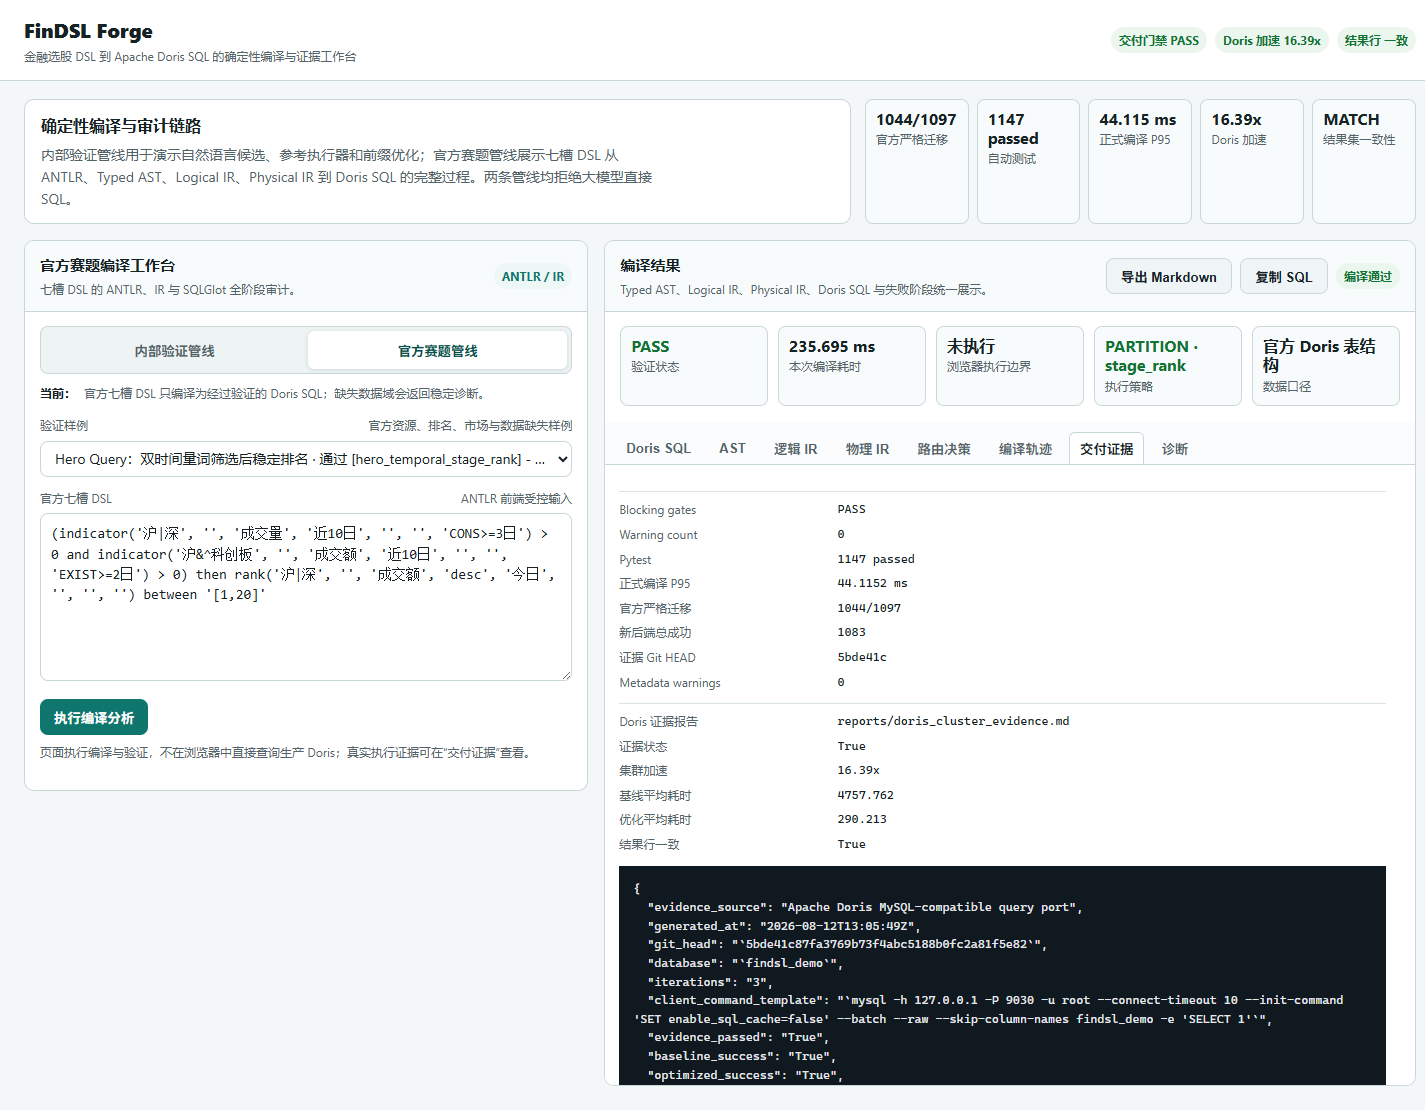 FinDSL Forge
金融选股 DSL 到 Apache Doris SQL 的确定性编译与证据工作台
交付门禁 PASS
Doris 加速 16.39x
结果行 一致
确定性编译与审计链路
内部验证管线用于演示自然语言候选、参考执行器和前缀优化；官方赛题管线展示七槽 DSL 从
ANTLR、Typed AST、Logical IR、Physical IR 到 Doris SQL 的完整过程。两条管线均拒绝大模型直接
SQL。
1044/1097
官方严格迁移
1147
passed
自动测试
44.115 ms
正式编译 P95
16.39x
Doris 加速
MATCH
结果集一致性
官方赛题编译工作台
七槽 DSL 的 ANTLR、IR 与 SQLGlot 全阶段审计。
ANTLR / IR
内部验证管线
官方赛题管线
当前： 官方七槽 DSL 只编译为经过验证的 Doris SQL；缺失数据域会返回稳定诊断。
验证样例
官方资源、排名、市场与数据缺失样例
Hero Query：双时间量词筛选后稳定排名 · 通过 [hero_temporal_stage_rank] - ...
官方七槽 DSL
ANTLR 前端受控输入
(indicator('沪|深', '', '成交量', '近10日', '', '', 'CONS>=3日') >
0 and indicator('沪&^科创板', '', '成交额', '近10日', '', '',
'EXIST>=2日') > 0) then rank('沪|深', '', '成交额', 'desc', '今日',
'', '', '') between '[1,20]'
执行编译分析
页面执行编译与验证，不在浏览器中直接查询生产 Doris；真实执行证据可在“交付证据”查看。
编译结果
Typed AST、Logical IR、Physical IR、Doris SQL 与失败阶段统一展示。
导出 Markdown
复制 SQL
编译通过
PASS
验证状态
235.695 ms
本次编译耗时
未执行
浏览器执行边界
PARTITION ·
stage_rank
执行策略
官方 Doris 表结
构
数据口径
Doris SQL
AST
逻辑 IR
物理 IR
路由决策
编译轨迹
交付证据
诊断
Blocking gates PASS
Warning count 0
Pytest 1147 passed
正式编译 P95 44.1152 ms
官方严格迁移 1044/1097
新后端总成功 1083
证据 Git HEAD 5bde41c
Metadata warnings 0
Doris 证据报告 reports/doris_cluster_evidence.md
证据状态 True
集群加速 16.39x
基线平均耗时 4757.762
优化平均耗时 290.213
结果行一致 True
{
"evidence_source": "Apache Doris MySQL-compatible query port",
"generated_at": "2026-08-12T13:05:49Z",
"git_head": "`5bde41c87fa3769b73f4abc5188b0fc2a81f5e82`",
"database": "`findsl_demo`",
"iterations": "3",
"client_command_template": "`mysql -h 127.0.0.1 -P 9030 -u root --connect-timeout 10 --init-command
'SET enable_sql_cache=false' --batch --raw --skip-column-names findsl_demo -e 'SELECT 1'`",
"evidence_passed": "True",
"baseline_success": "True",
"optimized_success": "True",